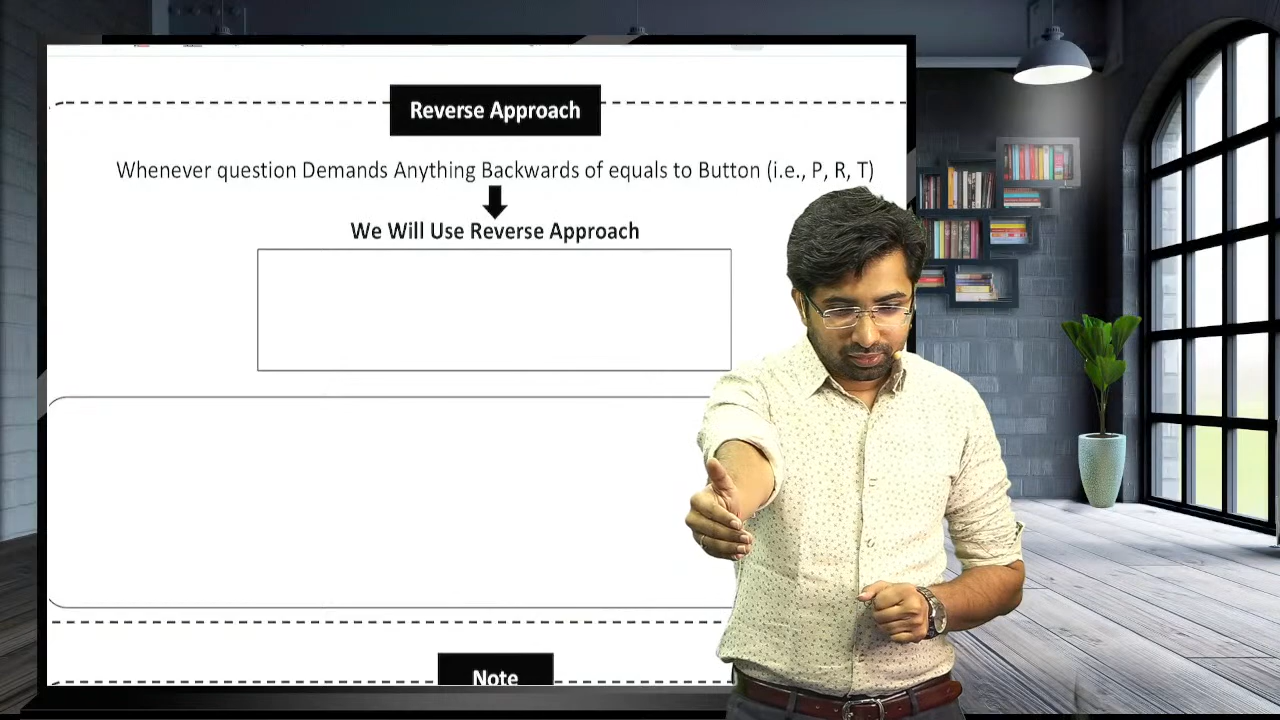 Reverse Approach
Whenever question Demands Anything Backwards of equals to Button (i.e., P, R, T)
We Will Use Reverse Approach
Note